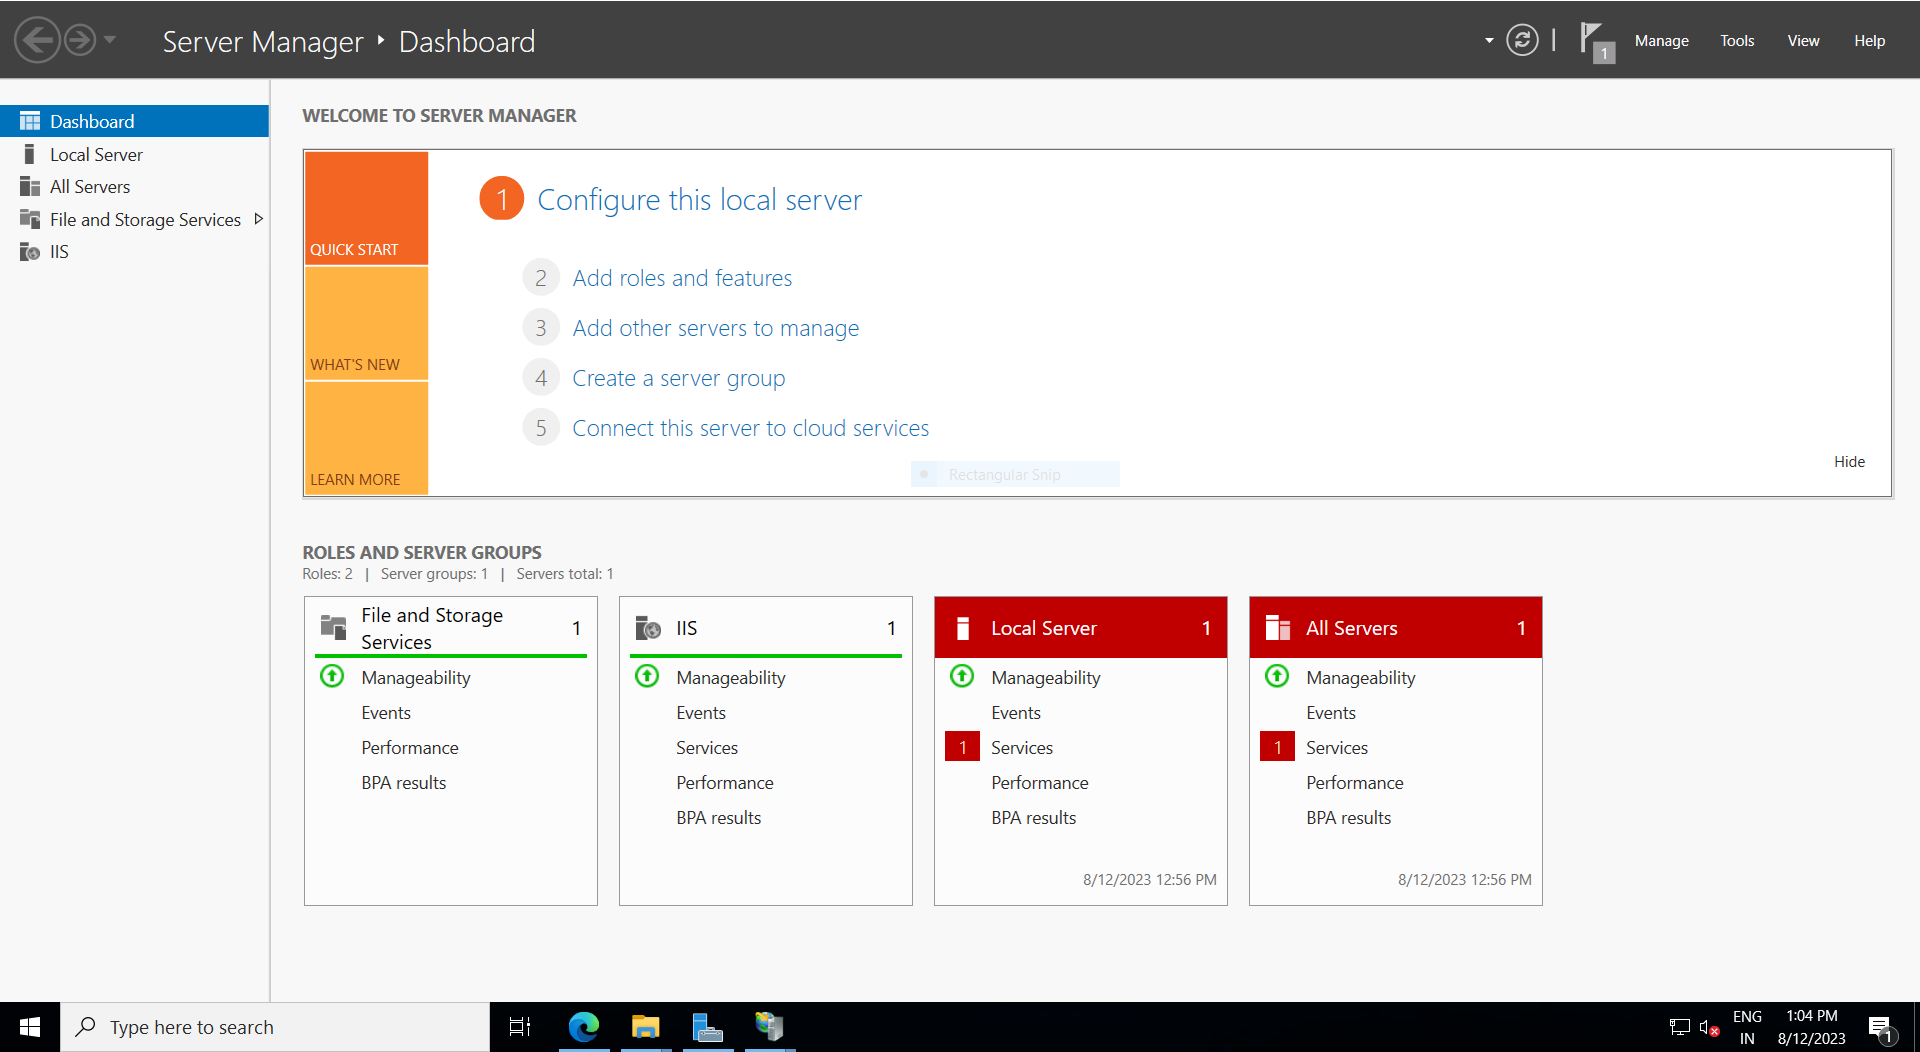 Server Manager ‣ Dashboard
1
Manage
Tools
View
Help
Dashboard
Local Server
All Servers
File and Storage Services
IIS
WELCOME TO SERVER MANAGER
QUICK START
WHAT'S NEW
LEARN MORE
1 Configure this local server
2 Add roles and features
3 Add other servers to manage
4 Create a server group
5 Connect this server to cloud services
Rectangular Snip
Hide
ROLES AND SERVER GROUPS
Roles: 2 | Server groups: 1 | Servers total: 1
File and Storage
Services
1
Manageability
Events
Performance
BPA results
IIS 1
Manageability
Events
Services
Performance
BPA results
Local Server 1
Manageability
Events
1 Services
Performance
BPA results
8/12/2023 12:56 PM
All Servers 1
Manageability
Events
1 Services
Performance
BPA results
8/12/2023 12:56 PM
Type here to search
ENG
IN
1:04 PM
8/12/2023
1